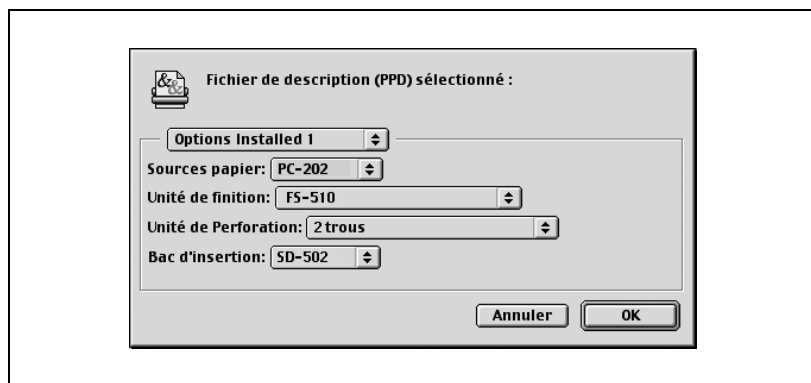 Fichier de description (PPD) sélectionné :
Options Installed 1
Sources papier: PC-202
Unité de finition: FS-510
Unité de Perforation: 2 trous
Bac d'insertion: SD-502
Annuler OK